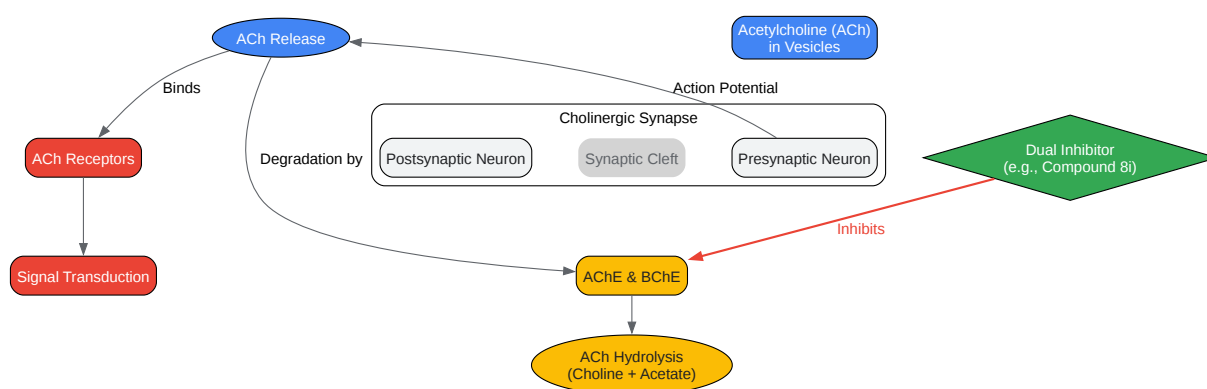 ACh Release
Acetylcholine (ACh)
in Vesicles
Binds
Action Potential
Cholinergic Synapse
ACh Receptors
Degradation by
Postsynaptic Neuron
Synaptic Cleft
Presynaptic Neuron
Dual Inhibitor
(e.g., Compound 8i)
Inhibits
Signal Transduction
AChE & BChE
ACh Hydrolysis
(Choline + Acetate)